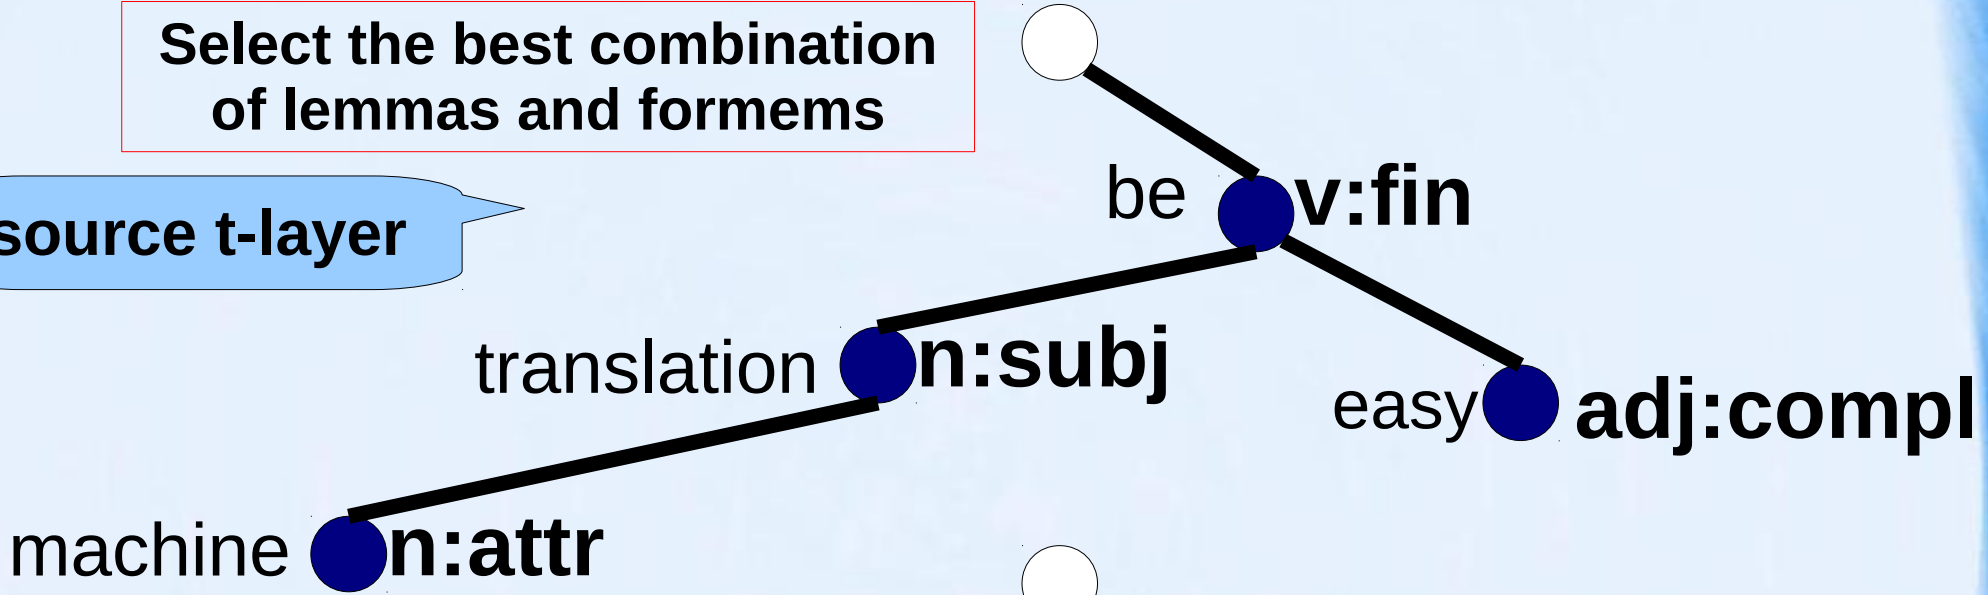 Select the best combination
of lemmas and formems
be v:fin
source t-layer
translation n:subj
easy adj:compl
machine n:attr